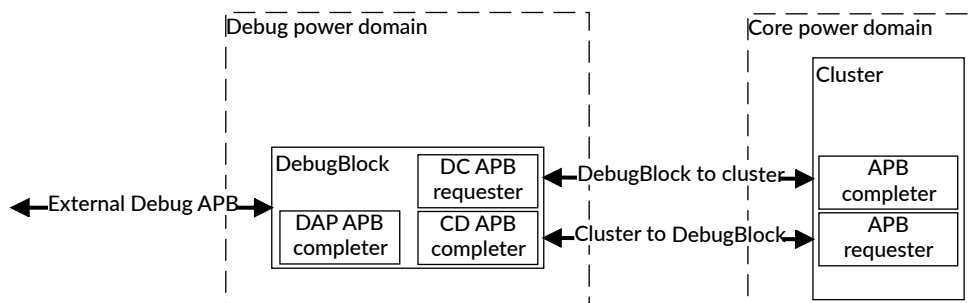 Debug power domain
Core power domain
Cluster
DebugBlock
DC APB
requester
DebugBlock to cluster
APB
completer
External Debug APB
DAP APB
completer
CD APB
completer
Cluster to DebugBlock
APB
requester